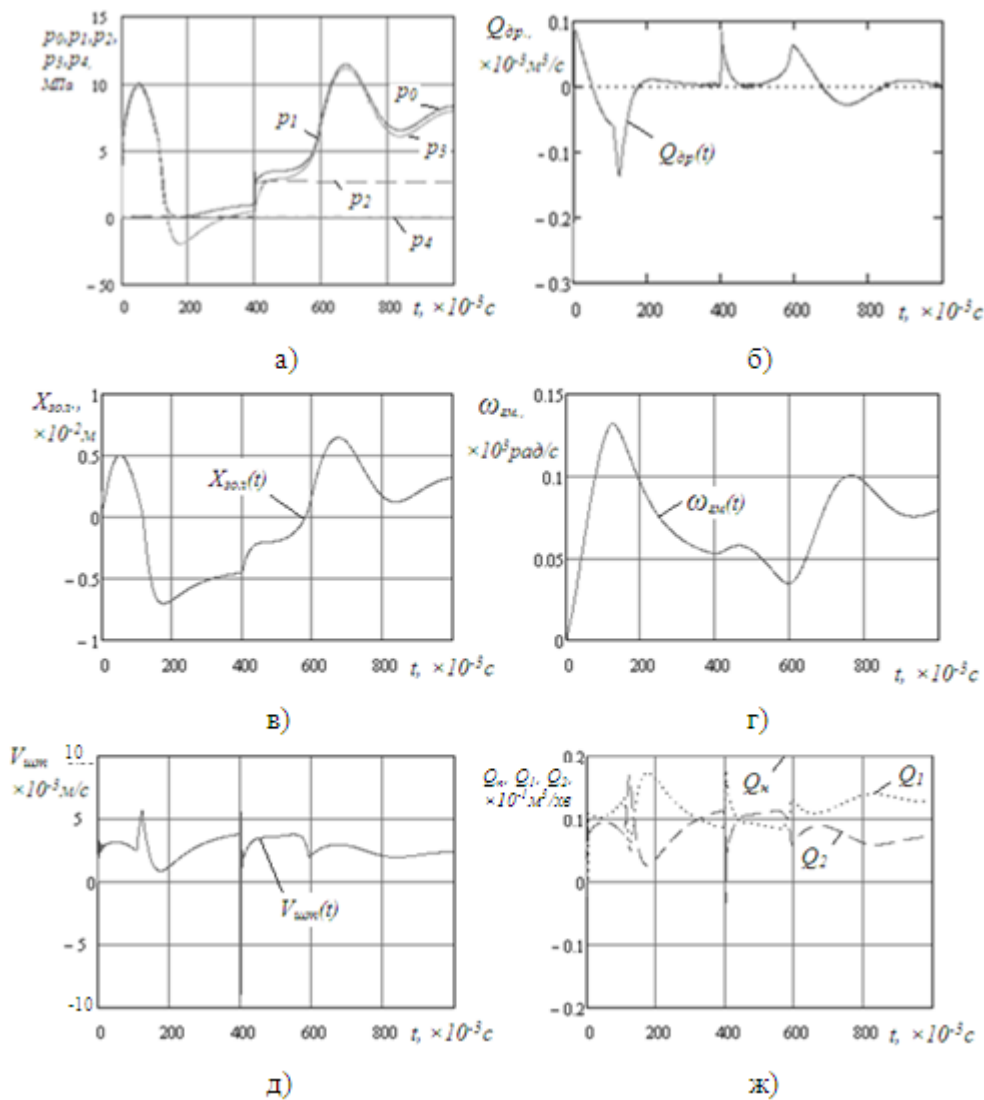 p₀,p₁,p₂,
p₃,p₄,
МПа
15
10
5
0
– 50
p₁
p₀
p₃
p₂
p₄
0 200 400 600 800 t, ×10⁻³с
а)
Qдр.,
×10⁻³м³/с
0.1
0
– 0.1
– 0.2
– 0.3
Qдр(t)
0 200 400 600 800 t, ×10⁻³с
б)
Xзол.,
×10⁻²м
1
0.5
0
– 0.5
– 1
Xзол(t)
0 200 400 600 800 t, ×10⁻³с
в)
ωгм.,
×10³рад/с
0.15
0.1
0.05
0
ωгм(t)
0 200 400 600 800 t, ×10⁻³с
г)
Vшт
×10⁻³м/с
10
5
0
– 5
-10
Vшт(t)
0 200 400 600 800 t, ×10⁻³с
д)
Qн, Q₁, Q₂,
×10⁻¹м³/хв
0.2
0.1
0
– 0.1
– 0.2
Qн
Q₁
Q₂
0 200 400 600 800 t, ×10⁻³с
ж)